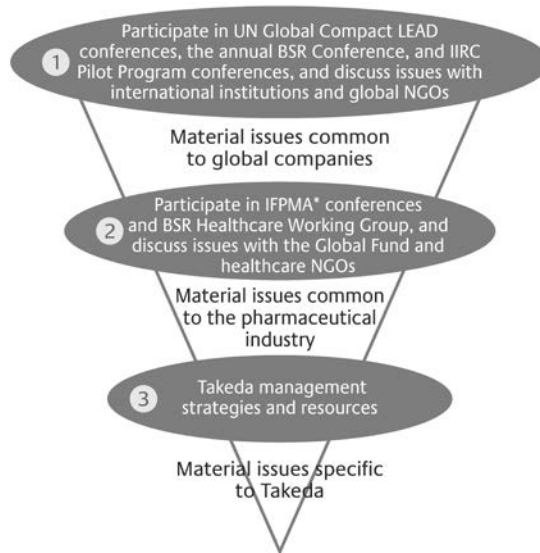 Participate in UN Global Compact LEAD
conferences, the annual BSR Conference, and IIRC
1
Pilot Program conferences, and discuss issues with
international institutions and global NGOs
Material issues common
to global companies
Participate in IFPMA* conferences
and BSR Healthcare Working Group, and
2
discuss issues with the Global Fund and
healthcare NGOs
Material issues common
to the pharmaceutical
industry
3
Takeda management
strategies and resources
Material issues specific
to Takeda